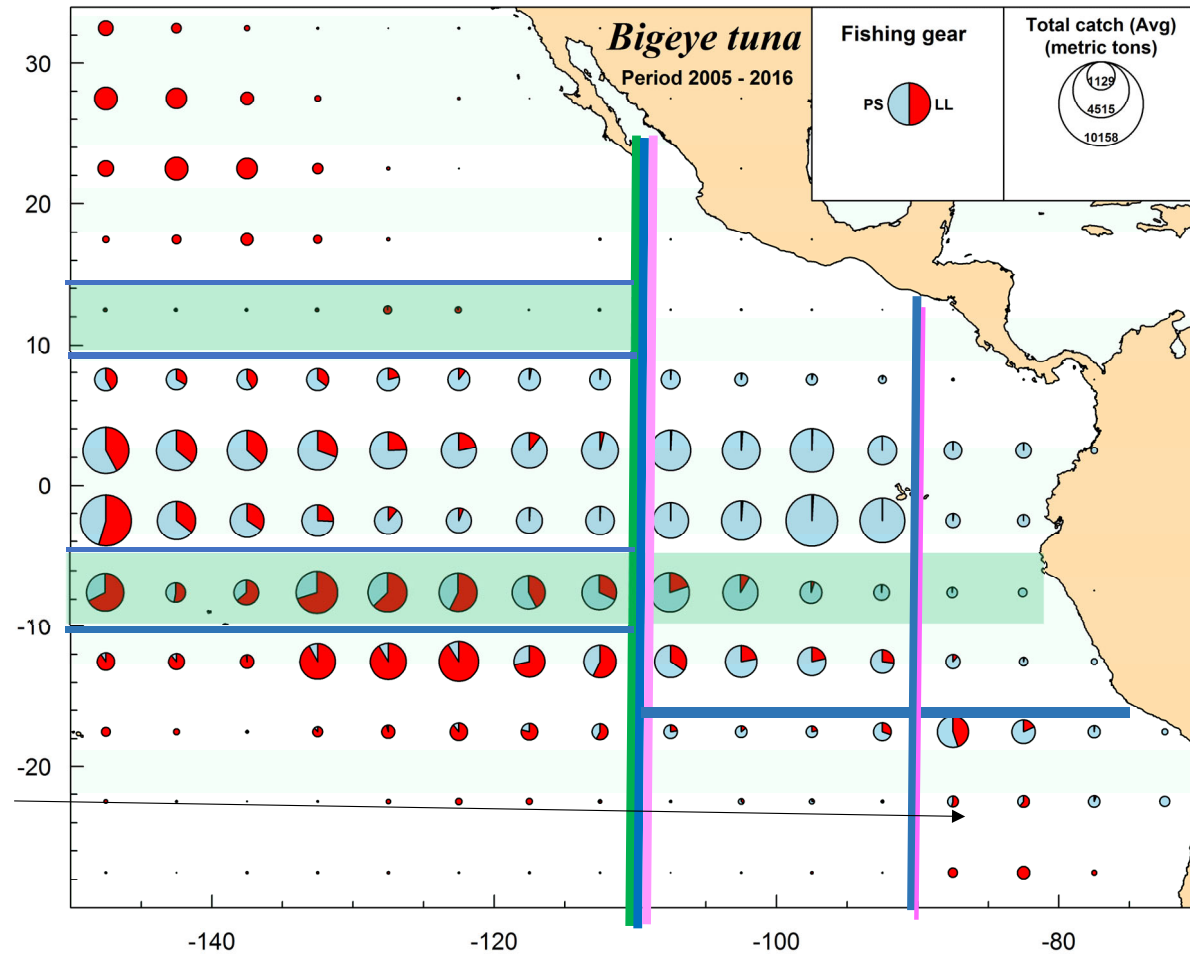 Bigeye tuna
Period 2005 - 2016
Fishing gear
PS LL
Total catch (Avg)
(metric tons)
1129
4515
10158
30
20
10
0
-10
-20
-140 -120 -100 -80